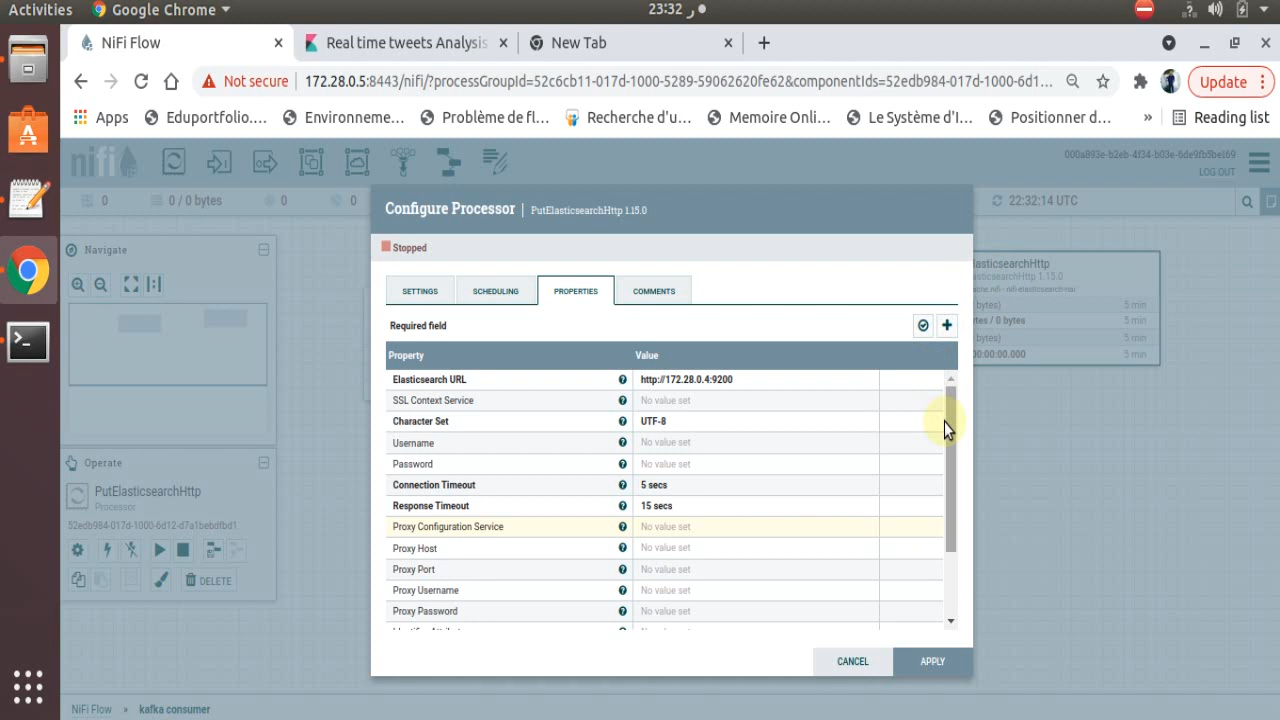 Activities
Google Chrome
23:32 ر
NiFi Flow
Real time tweets Analysis
New Tab
Not secure
172.28.0.5:8443/nifi/?processGroupId=52c6cb11-017d-1000-5289-59062620fe62&componentIds=52edb984-017d-1000-6d1…
Update
Apps
Eduportfolio....
Environneme...
Problème de fl...
Recherche d'u...
Memoire Onli...
Le Système d'I...
Positionner d...
»
Reading list
nifi
000a893e-b2eb-4f34-b03e-6de9fb5be169
LOG OUT
0
0 / 0 bytes
0
0
22:32:14 UTC
Configure Processor | PutElasticsearchHttp 1.15.0
Stopped
SETTINGS
SCHEDULING
PROPERTIES
COMMENTS
Required field
Property
Value
Elasticsearch URL
http://172.28.0.4:9200
SSL Context Service
No value set
Character Set
UTF-8
Username
No value set
Password
No value set
Connection Timeout
5 secs
Response Timeout
15 secs
Proxy Configuration Service
No value set
Proxy Host
No value set
Proxy Port
No value set
Proxy Username
No value set
Proxy Password
No value set
CANCEL
APPLY
Navigate
Operate
PutElasticsearchHttp
Processor
52edb984-017d-1000-6d12-d7a1bebdfbd1
DELETE
lasticsearchHttp
asticsearchHttp 1.15.0
bytes)
5 min
tes / 0 bytes
5 min
bytes)
5 min
00:00:00.000
5 min
NiFi Flow » kafka consumer